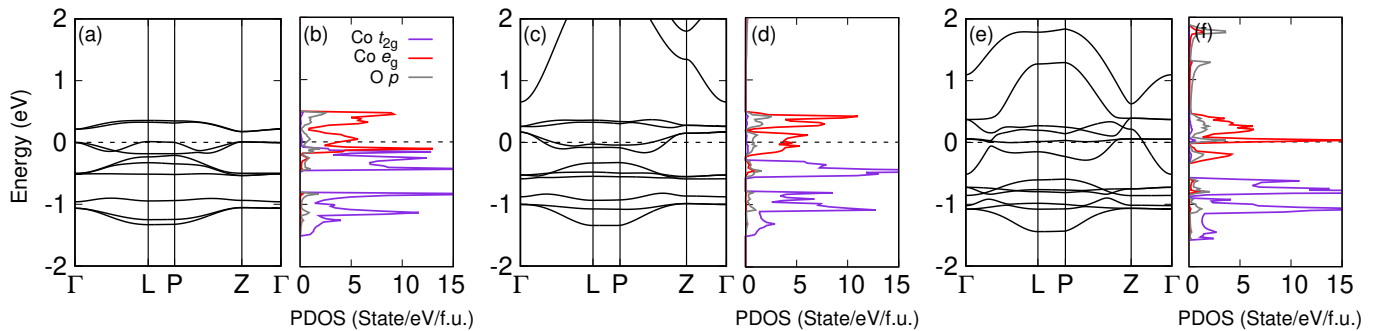 (a) (b) (c) (d) (e) (f)
Co t2g
Co eg
O p
Energy (eV)
2 2 2
1 1 1
0 0 0
-1 -1 -1
-2 -2 -2
Γ L P Z Γ 0 5 10 15 Γ L P Z Γ 0 5 10 15 Γ L P Z Γ 0 5 10 15
PDOS (State/eV/f.u.) PDOS (State/eV/f.u.) PDOS (State/eV/f.u.)